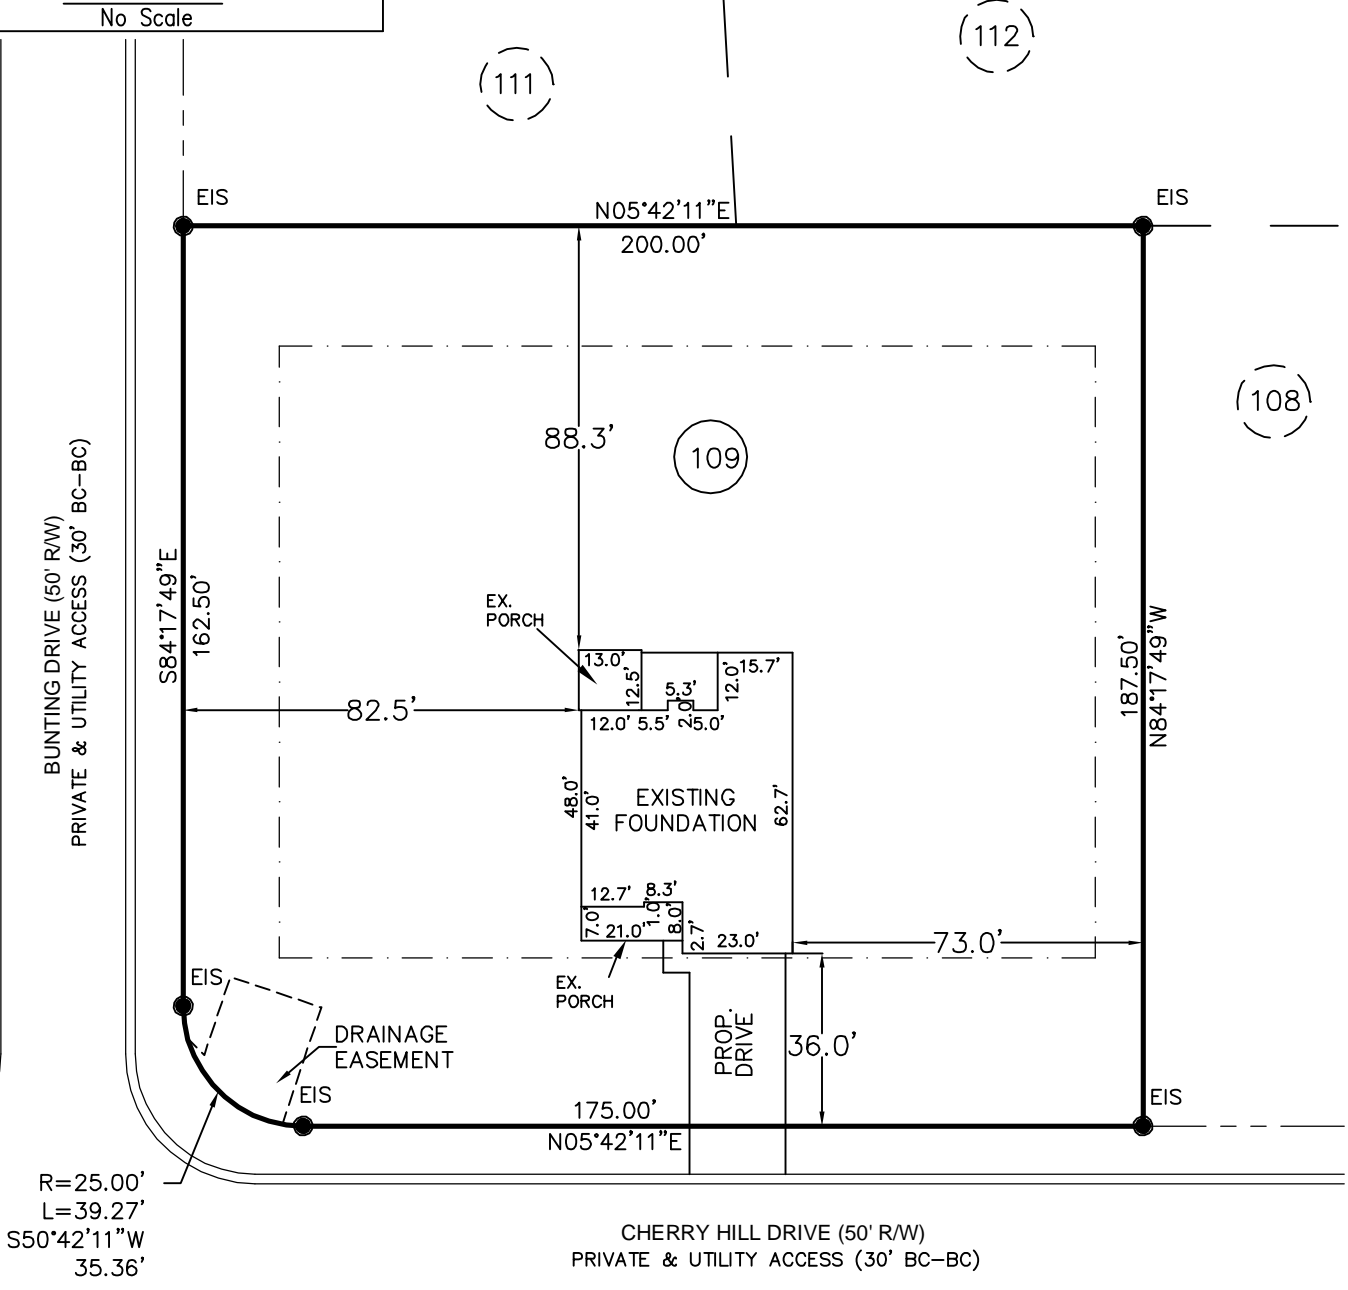 No Scale
111
112
EIS
EIS
N05°42'11"E
200.00'
88.3'
109
108
BUNTING DRIVE (50' R/W)
PRIVATE & UTILITY ACCESS (30' BC-BC)
S84°17'49"E
162.50'
187.50'
N84°17'49"W
EX.
PORCH
13.0'
12.5'
5.3'
12.0'
15.7'
82.5'
12.0'
5.5'
2.0'
5.0'
48.0'
41.0'
EXISTING
FOUNDATION
62.7'
12.7'
8.3'
7.0'
21.0'
1.0'
8.0'
2.7'
23.0'
73.0'
EX.
PORCH
EIS
DRAINAGE
EASEMENT
PROP.
DRIVE
36.0'
EIS
EIS
175.00'
N05°42'11"E
R=25.00'
L=39.27'
S50°42'11"W
35.36'
CHERRY HILL DRIVE (50' R/W)
PRIVATE & UTILITY ACCESS (30' BC-BC)